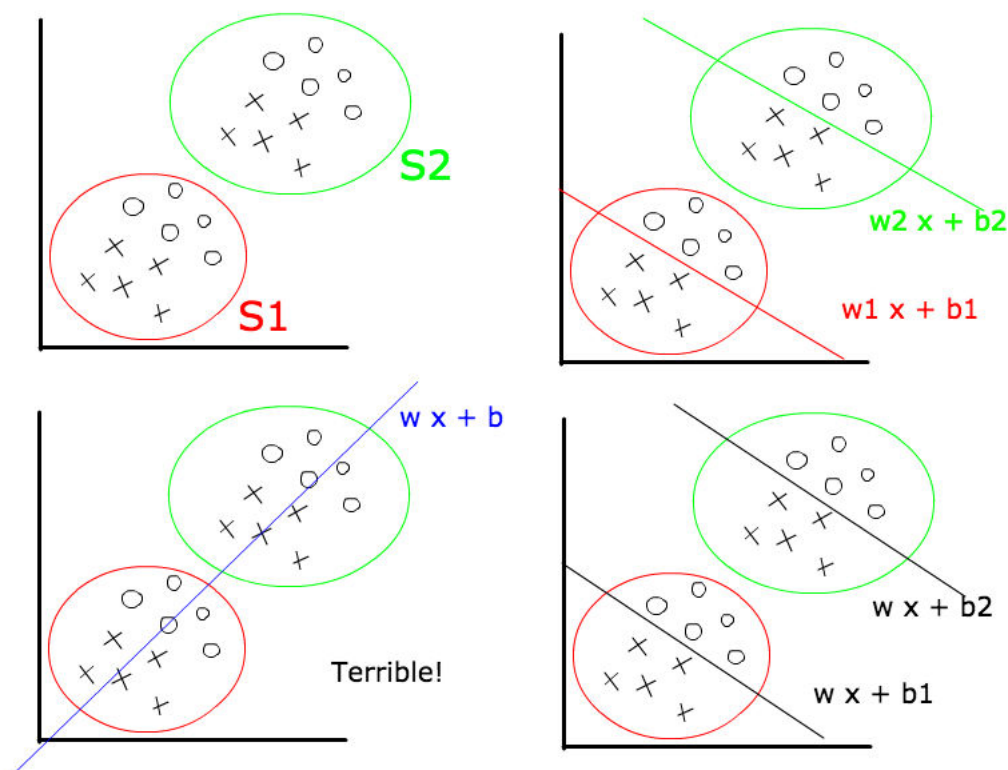 S2
S1
w2 x + b2
w1 x + b1
w x + b
Terrible!
w x + b2
w x + b1